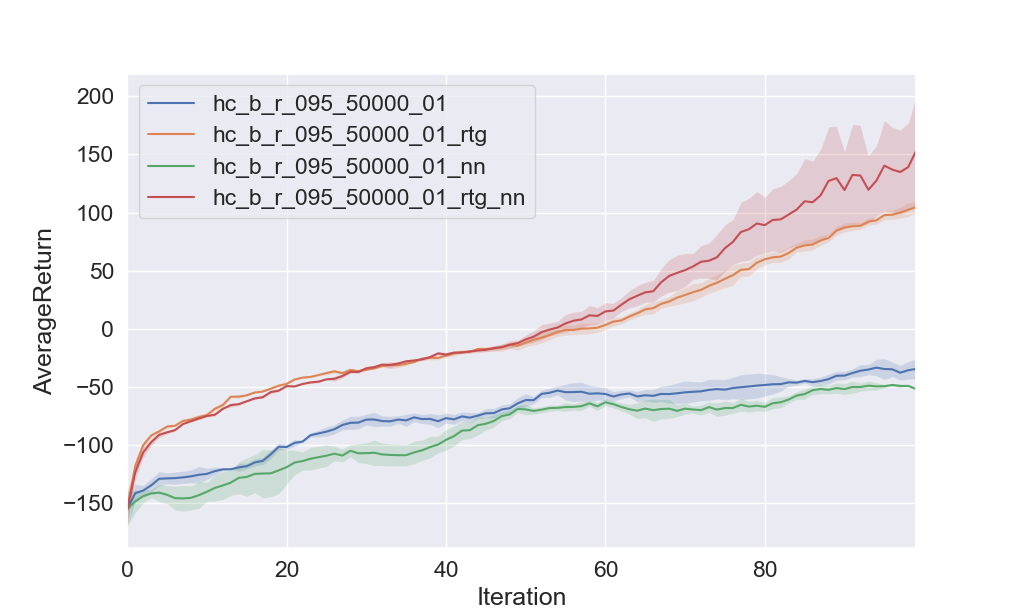 hc_b_r_095_50000_01
hc_b_r_095_50000_01_rtg
hc_b_r_095_50000_01_nn
hc_b_r_095_50000_01_rtg_nn
AverageReturn
200
150
100
50
0
−50
−100
−150
0 20 40 60 80
Iteration